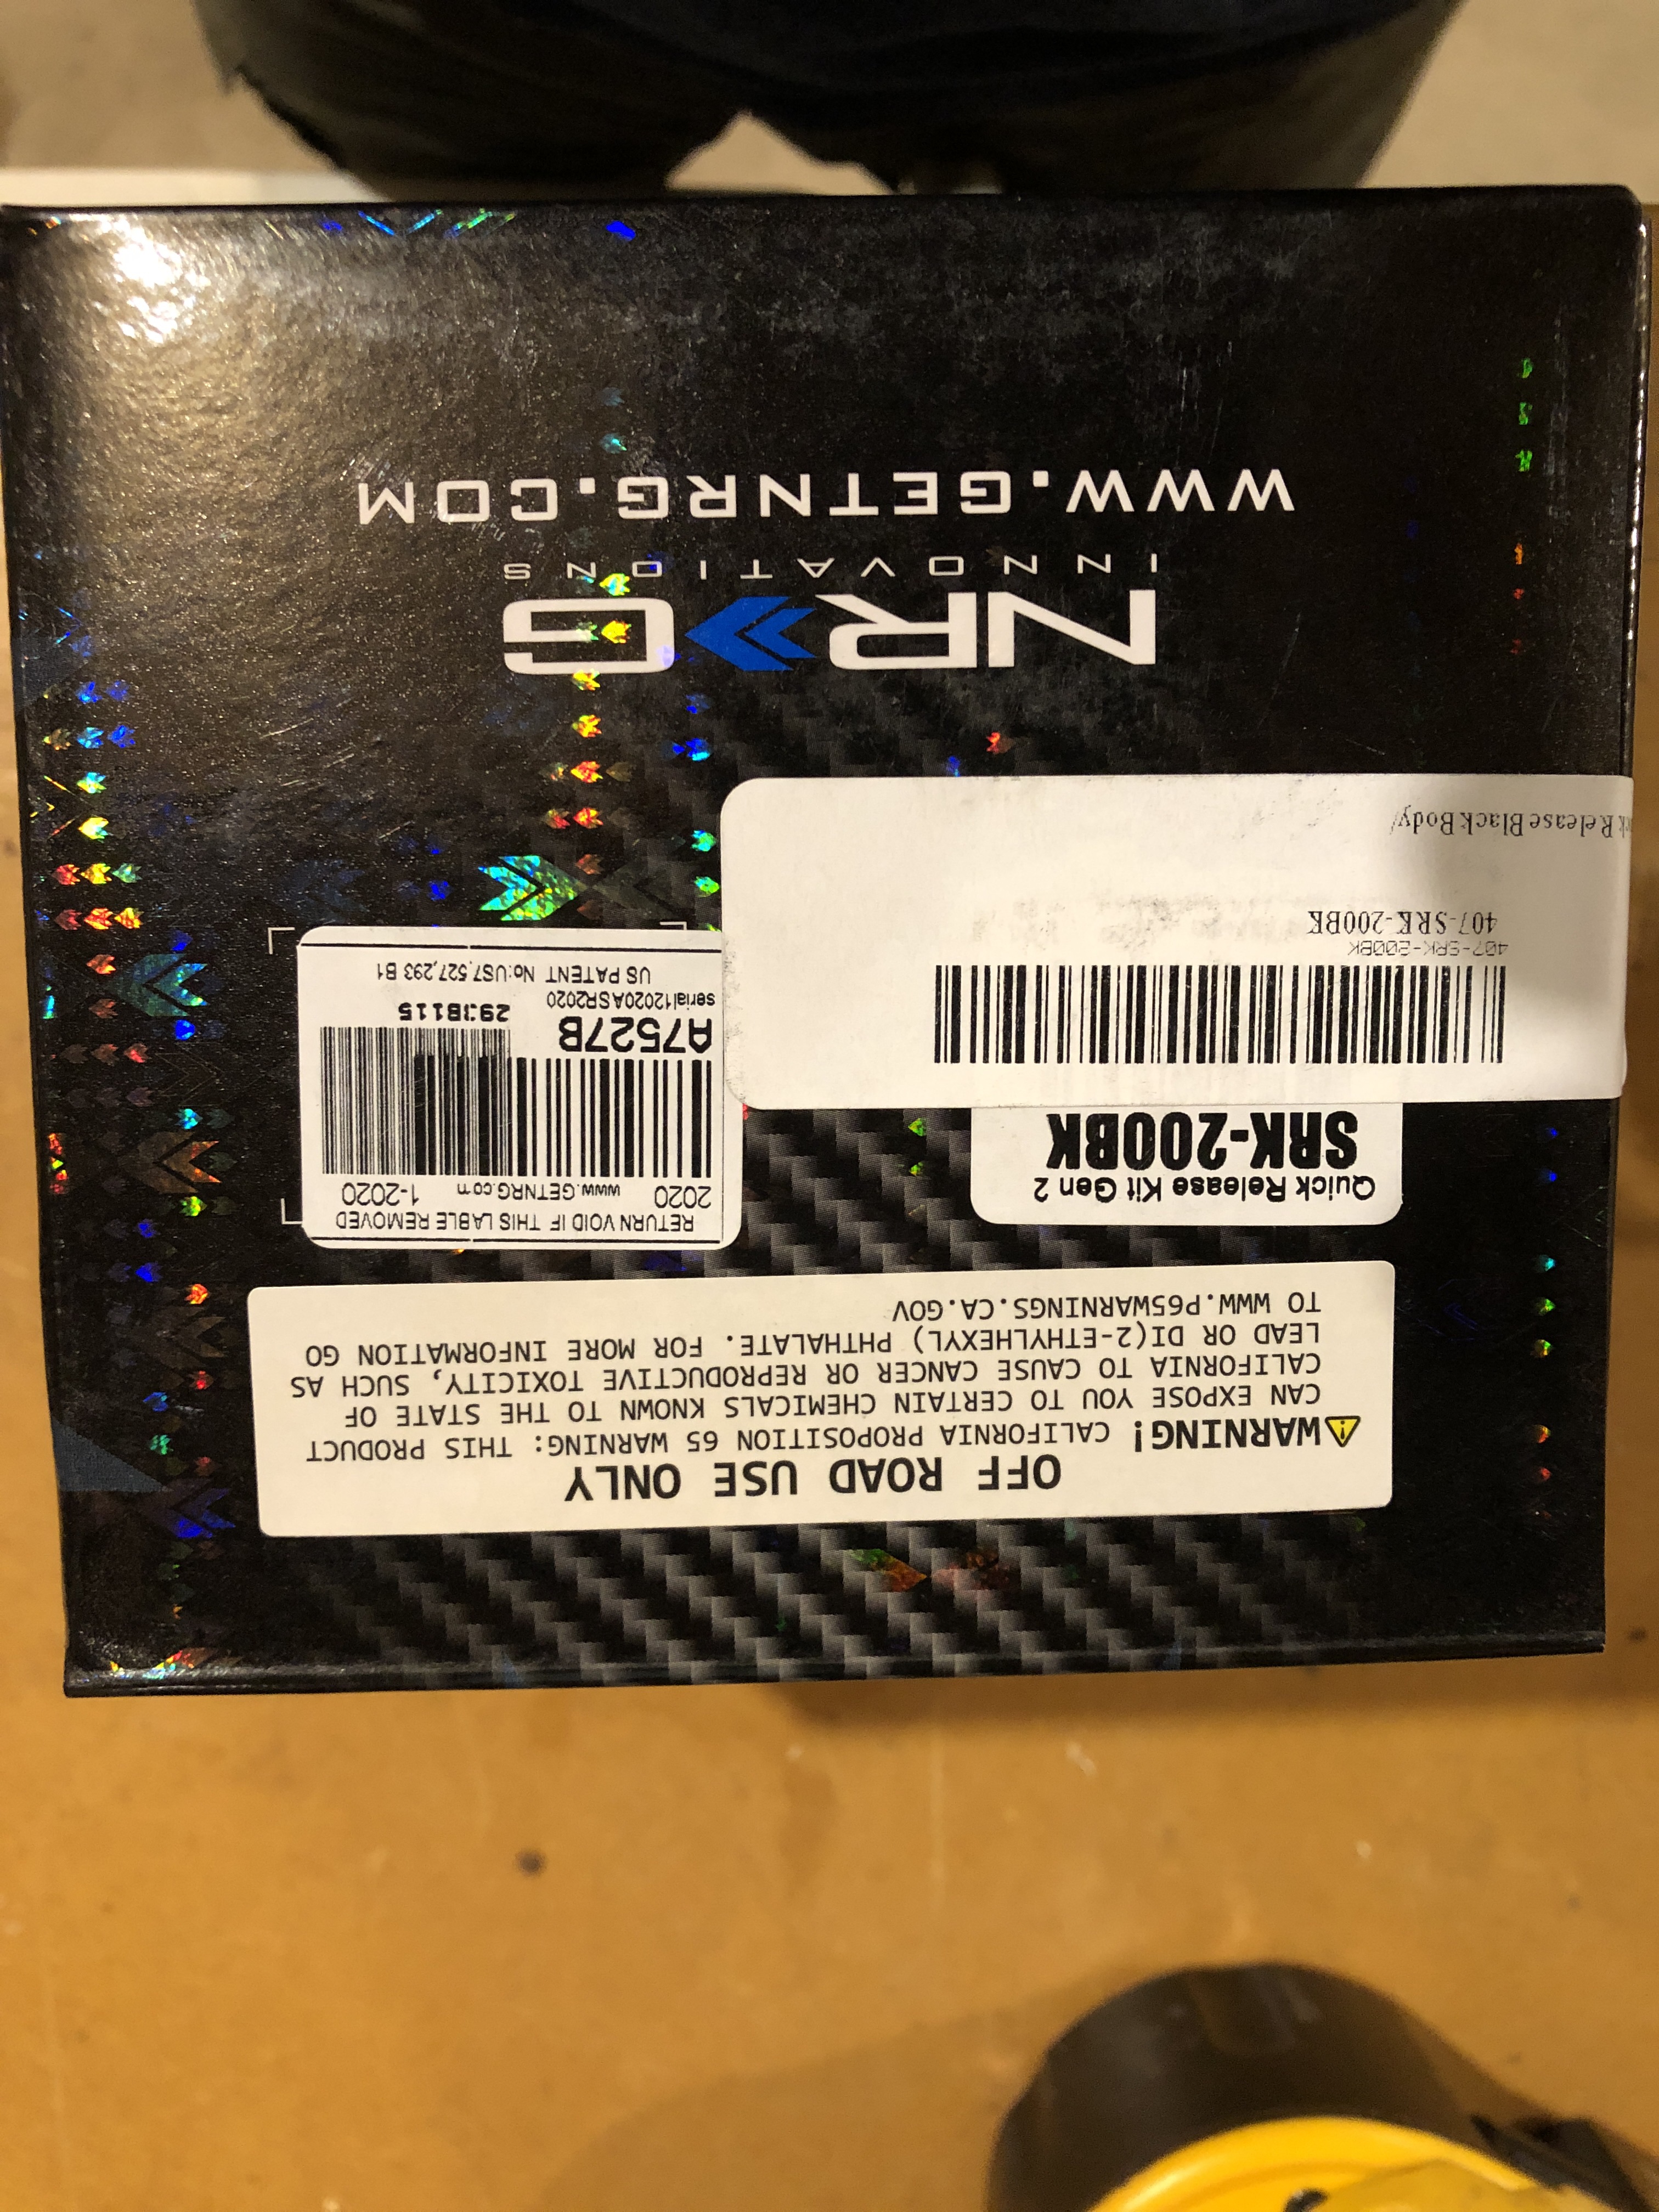 OFF ROAD USE ONLY
WARNING! CALIFORNIA PROPOSITION 65 WARNING: THIS PRODUCT
CAN EXPOSE YOU TO CERTAIN CHEMICALS KNOWN TO THE STATE OF
CALIFORNIA TO CAUSE CANCER OR REPRODUCTIVE TOXICITY, SUCH AS
LEAD OR DI(2-ETHYLHEXYL) PHTHALATE. FOR MORE INFORMATION GO
TO WWW.P65WARNINGS.CA.GOV
Quick Release Kit Gen 2
SRK-200BK
407-SRK-200BK
407-SRK-200BK
Release Black Body/
RETURN VOID IF THIS LABLE REMOVED
2020 www.GETNRG.com 1-2020
A7527B
293B115
serial12020ASR2020
US PATENT No:US7,527,293 B1
NRG
INNOVATIONS
WWW.GETNRG.COM